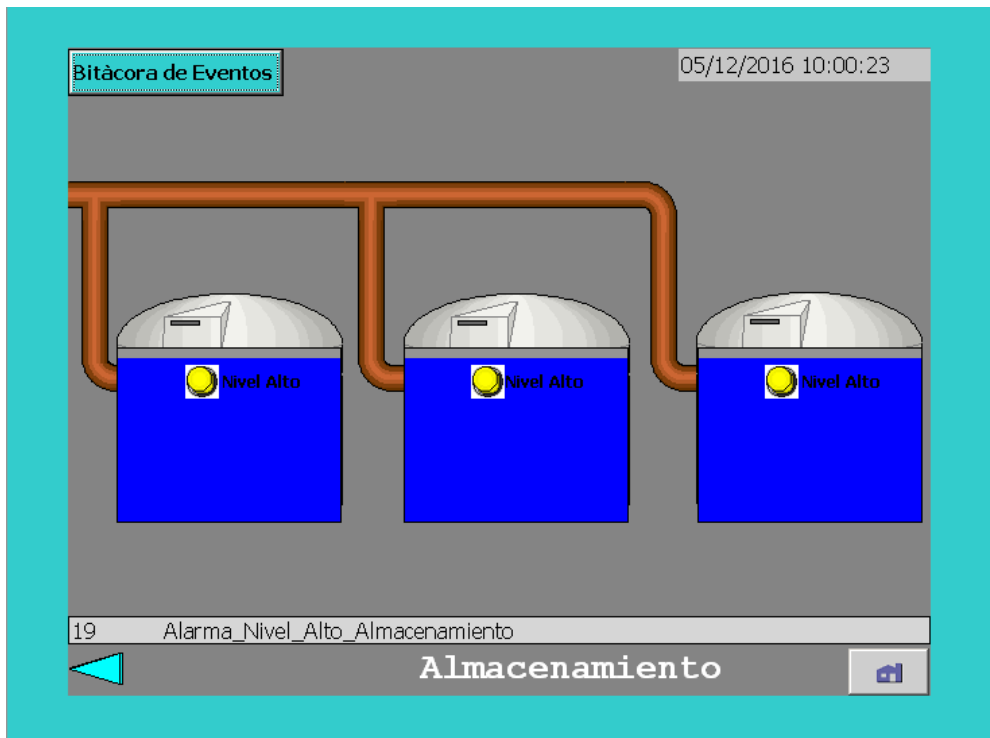 Bitàcora de Eventos
05/12/2016 10:00:23
Nivel Alto
Nivel Alto
Nivel Alto
19 Alarma_Nivel_Alto_Almacenamiento
Almacenamiento